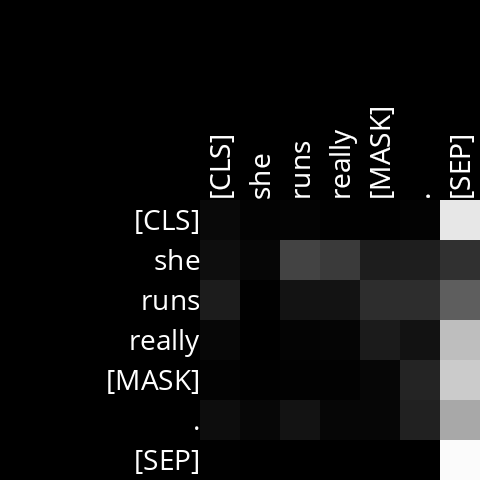 [CLS]
she
runs
really
[MASK]
.
[SEP]
[CLS]
she
runs
really
[MASK]
.
[SEP]